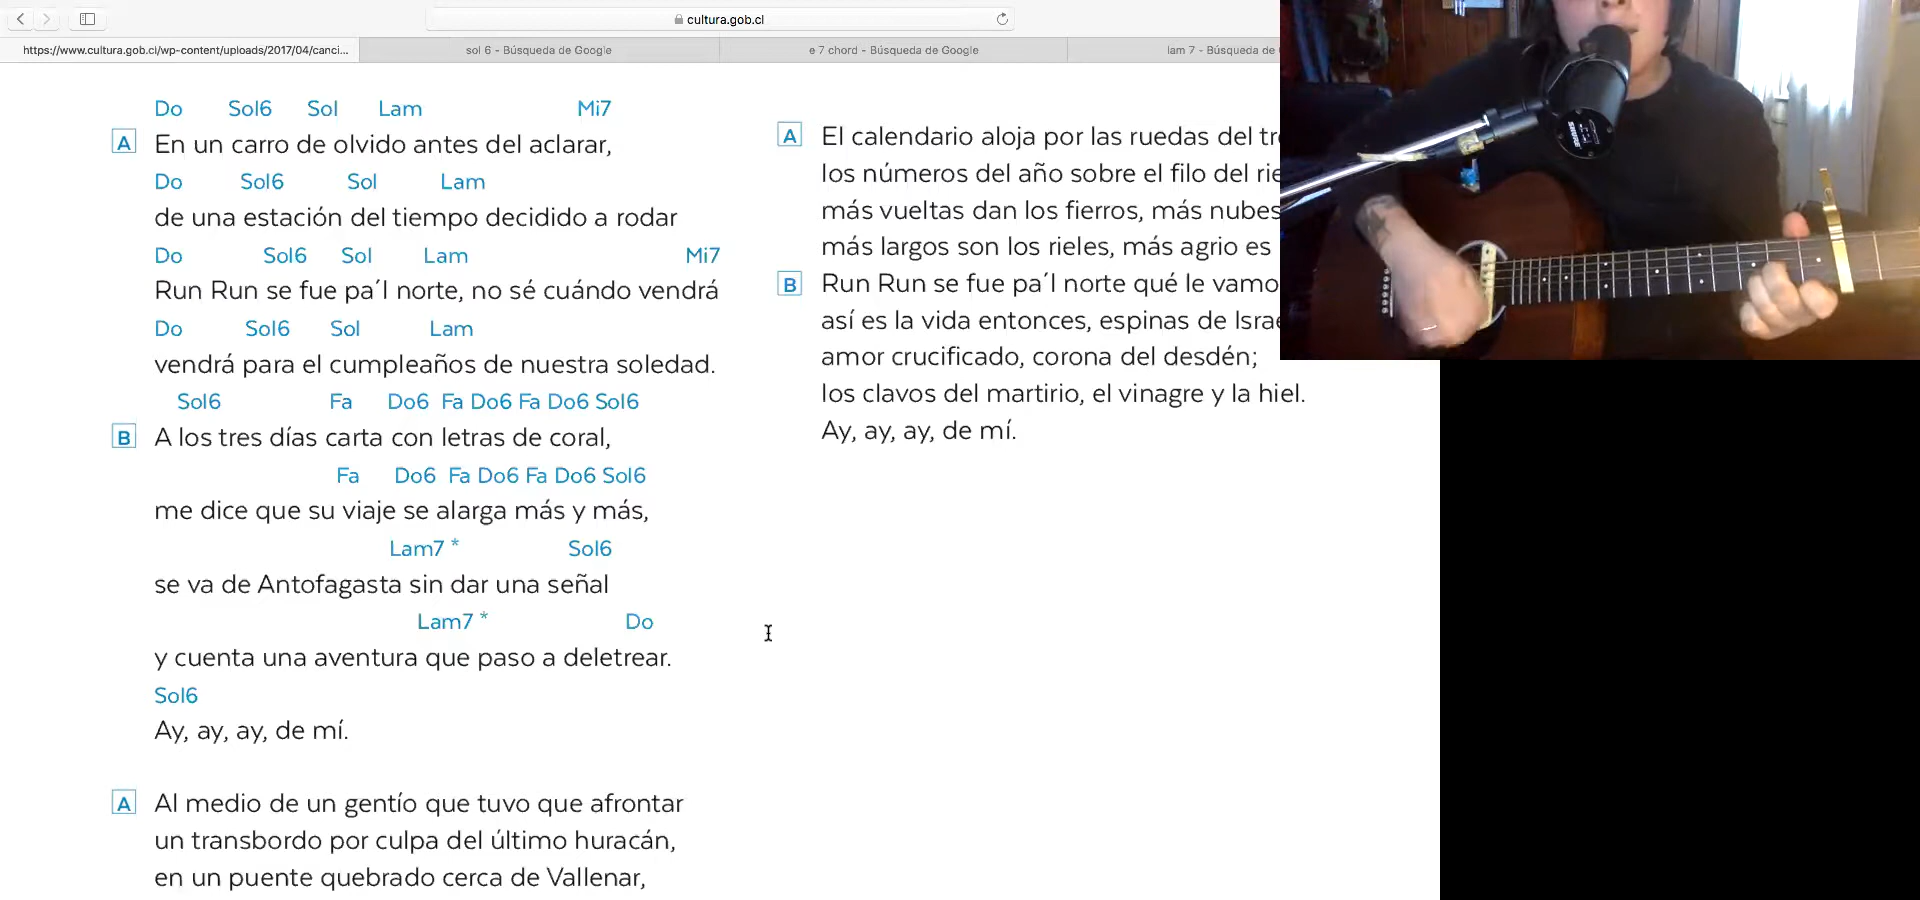 cultura.gob.cl
https://www.cultura.gob.cl/wp-content/uploads/2017/04/canci...
sol 6 - Búsqueda de Google
e 7 chord - Búsqueda de Google
lam 7 - Búsqueda de
Do Sol6 Sol Lam Mi7
A En un carro de olvido antes del aclarar,
Do Sol6 Sol Lam
de una estación del tiempo decidido a rodar
Do Sol6 Sol Lam Mi7
Run Run se fue pa´l norte, no sé cuándo vendrá
Do Sol6 Sol Lam
vendrá para el cumpleaños de nuestra soledad.
Sol6 Fa Do6 Fa Do6 Fa Do6 Sol6
B A los tres días carta con letras de coral,
Fa Do6 Fa Do6 Fa Do6 Sol6
me dice que su viaje se alarga más y más,
Lam7 * Sol6
se va de Antofagasta sin dar una señal
Lam7 * Do
y cuenta una aventura que paso a deletrear.
Sol6
Ay, ay, ay, de mí.
A Al medio de un gentío que tuvo que afrontar
un transbordo por culpa del último huracán,
en un puente quebrado cerca de Vallenar,
A El calendario aloja por las ruedas del
los números del año sobre el filo del
más vueltas dan los fierros, más nubes
más largos son los rieles, más agrio es
B Run Run se fue pa´l norte qué le
así es la vida entonces, espinas de
amor crucificado, corona del desdén;
los clavos del martirio, el vinagre y la hiel.
Ay, ay, ay, de mí.